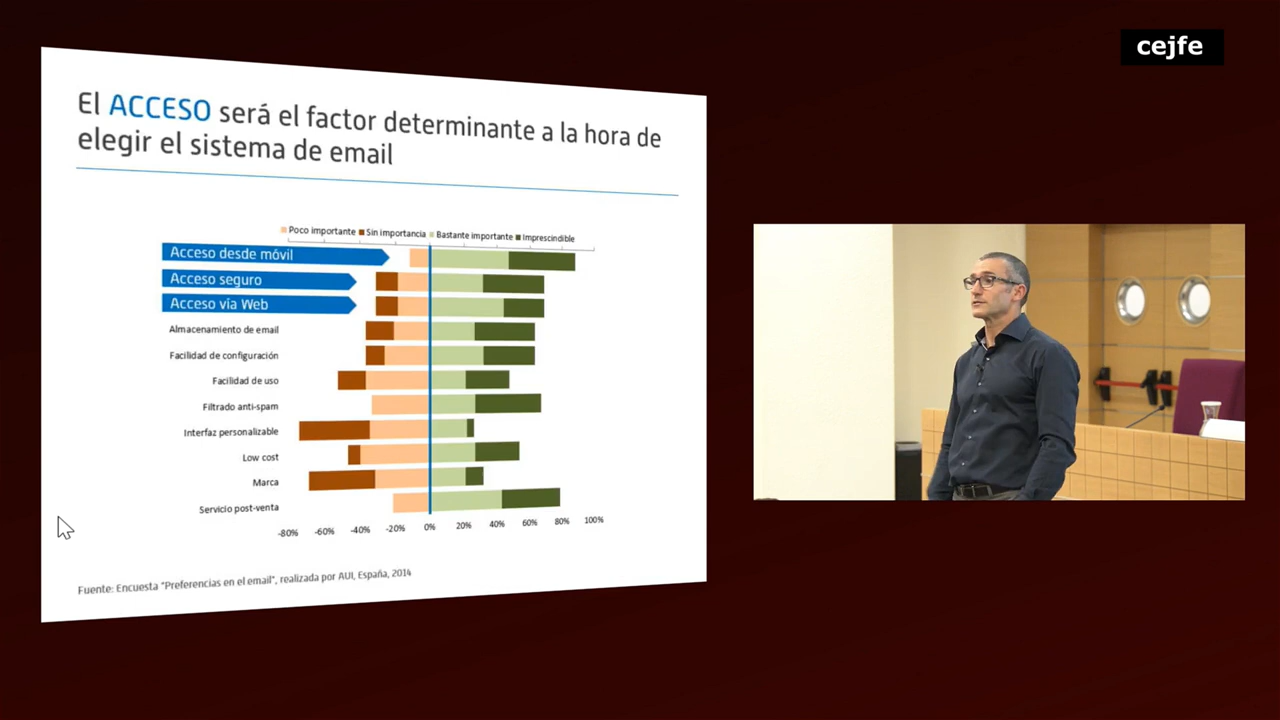 cejfe
El ACCESO será el factor determinante a la hora de
elegir el sistema de email
Poco importante Sin importancia Bastante importante Imprescindible
Acceso desde móvil
Acceso seguro
Acceso vía Web
Almacenamiento de email
Facilidad de configuración
Facilidad de uso
Filtrado anti-spam
Interfaz personalizable
Low cost
Marca
Servicio post-venta
-80% -60% -40% -20% 0% 20% 40% 60% 80% 100%
Fuente: Encuesta "Preferencias en el email", realizada por AUI, España, 2014